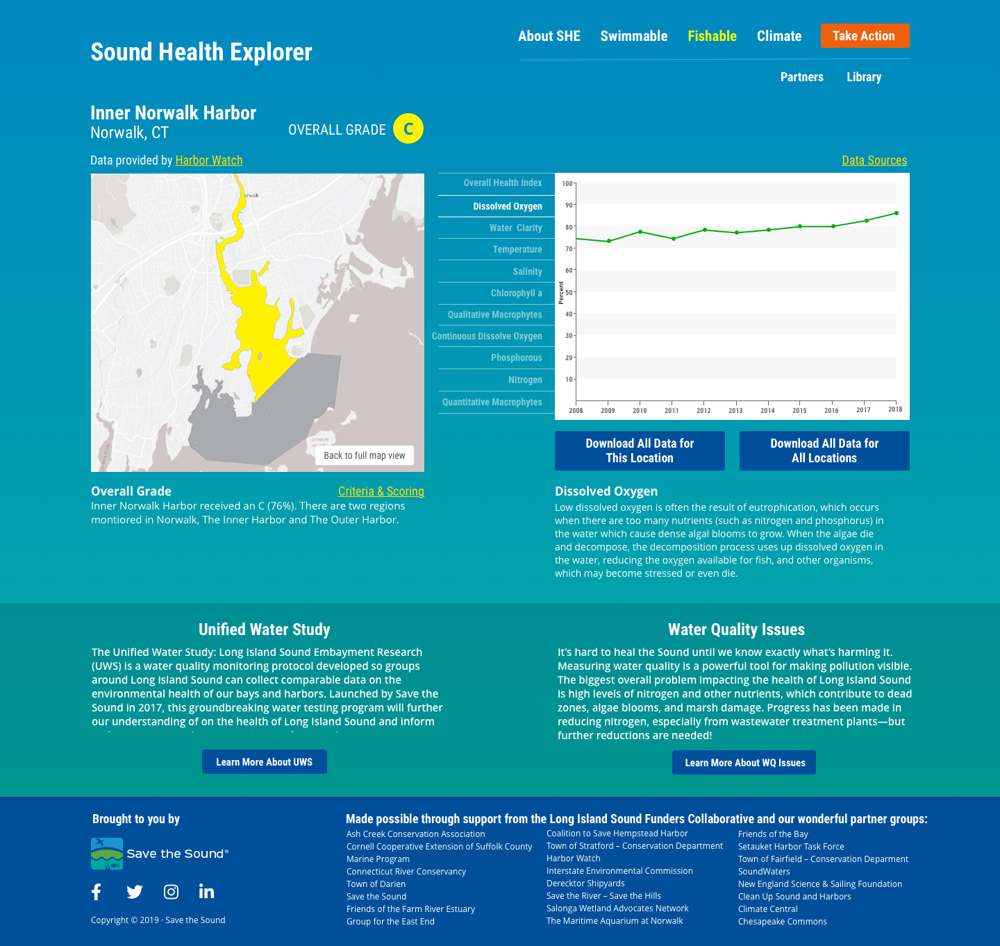 About SHE Swimmable Fishable Climate Take Action
Sound Health Explorer
Partners Library
Inner Norwalk Harbor
Norwalk, CT
OVERALL GRADE C
Data provided by Harbor Watch
Data Sources
orwalk
Back to full map view
Overall Health Index
Dissolved Oxygen
Water Clarity
Temperature
Salinity
Chlorophyll a
Qualitative Macrophytes
Continuous Dissolve Oxygen
Phosphorous
Nitrogen
Quantitative Macrophytes
100
90
80
70
60
50
40
30
20
10
Percent
2008 2009 2010 2011 2012 2013 2014 2015 2016 2017 2018
Download All Data for
This Location
Download All Data for
All Locations
Overall Grade
Criteria & Scoring
Inner Norwalk Harbor received an C (76%). There are two regions
montiored in Norwalk, The Inner Harbor and The Outer Harbor.
Dissolved Oxygen
Low dissolved oxygen is often the result of eutrophication, which occurs
when there are too many nutrients (such as nitrogen and phosphorus) in
the water which cause dense algal blooms to grow. When the algae die
and decompose, the decomposition process uses up dissolved oxygen in
the water, reducing the oxygen available for fish, and other organisms,
which may become stressed or even die.
Unified Water Study
The Unified Water Study: Long Island Sound Embayment Research
(UWS) is a water quality monitoring protocol developed so groups
around Long Island Sound can collect comparable data on the
environmental health of our bays and harbors. Launched by Save the
Sound in 2017, this groundbreaking water testing program will further
our understanding of on the health of Long Island Sound and inform
Learn More About UWS
Water Quality Issues
It’s hard to heal the Sound until we know exactly what’s harming it.
Measuring water quality is a powerful tool for making pollution visible.
The biggest overall problem impacting the health of Long Island Sound
is high levels of nitrogen and other nutrients, which contribute to dead
zones, algae blooms, and marsh damage. Progress has been made in
reducing nitrogen, especially from wastewater treatment plants—but
further reductions are needed!
Learn More About WQ Issues
Brought to you by
Save the Sound®
Copyright © 2019 · Save the Sound
Made possible through support from the Long Island Sound Funders Collaborative and our wonderful partner groups:
Ash Creek Conservation Association
Cornell Cooperative Extension of Suffolk County
Marine Program
Connecticut River Conservancy
Town of Darien
Save the Sound
Friends of the Farm River Estuary
Group for the East End
Coalition to Save Hempstead Harbor
Town of Stratford – Conservation Department
Harbor Watch
Interstate Environmental Commission
Derecktor Shipyards
Save the River – Save the Hills
Salonga Wetland Advocates Network
The Maritime Aquarium at Norwalk
Friends of the Bay
Setauket Harbor Task Force
Town of Fairfield – Conservation Deparment
SoundWaters
New England Science & Sailing Foundation
Clean Up Sound and Harbors
Climate Central
Chesapeake Commons